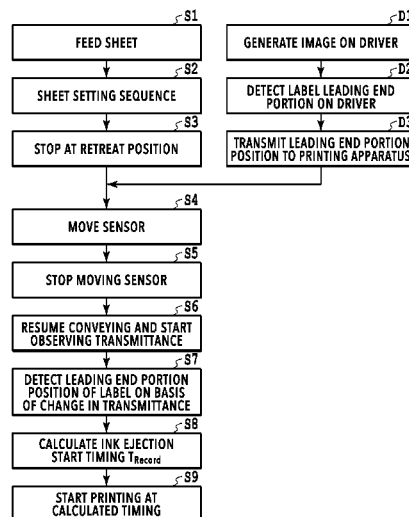 S1
FEED SHEET
S2
SHEET SETTING SEQUENCE
S3
STOP AT RETREAT POSITION
D1
GENERATE IMAGE ON DRIVER
D2
DETECT LABEL LEADING END
PORTION ON DRIVER
D3
TRANSMIT LEADING END PORTION
POSITION TO PRINTING APPARATUS
S4
MOVE SENSOR
S5
STOP MOVING SENSOR
S6
RESUME CONVEYING AND START
OBSERVING TRANSMITTANCE
S7
DETECT LEADING END PORTION
POSITION OF LABEL ON BASIS
OF CHANGE IN TRANSMITTANCE
S8
CALCULATE INK EJECTION
START TIMING TRecord
S9
START PRINTING AT
CALCULATED TIMING